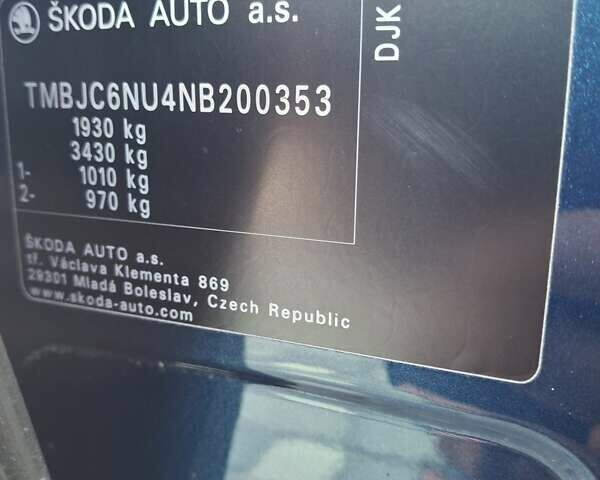 ŠKODA AUTO a.s.
TMBJC6NU4NB200353
1930 kg
3430 kg
1- 1010 kg
2- 970 kg
ŠKODA AUTO a.s.
tř. Václava Klementa 869
29301 Mladá Boleslav, Czech Republic
www.skoda-auto.com
DJK